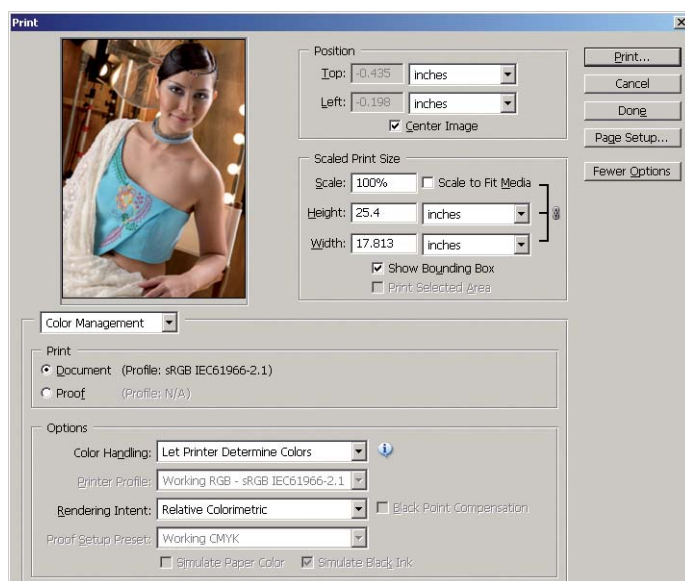 Print
Position
Top: -0.435 inches
Left: -0.198 inches
Center Image
Scaled Print Size
Scale: 100% Scale to Fit Media
Height: 25.4 inches
Width: 17.813 inches
Show Bounding Box
Print Selected Area
Print...
Cancel
Done
Page Setup...
Fewer Options
Color Management
Print
Document (Profile: sRGB IEC61966-2.1)
Proof (Profile: N/A)
Options
Color Handling: Let Printer Determine Colors
Printer Profile: Working RGB - sRGB IEC61966-2.1
Rendering Intent: Relative Colorimetric Black Point Compensation
Proof Setup Preset: Working CMYK
Simulate Paper Color Simulate Black Ink